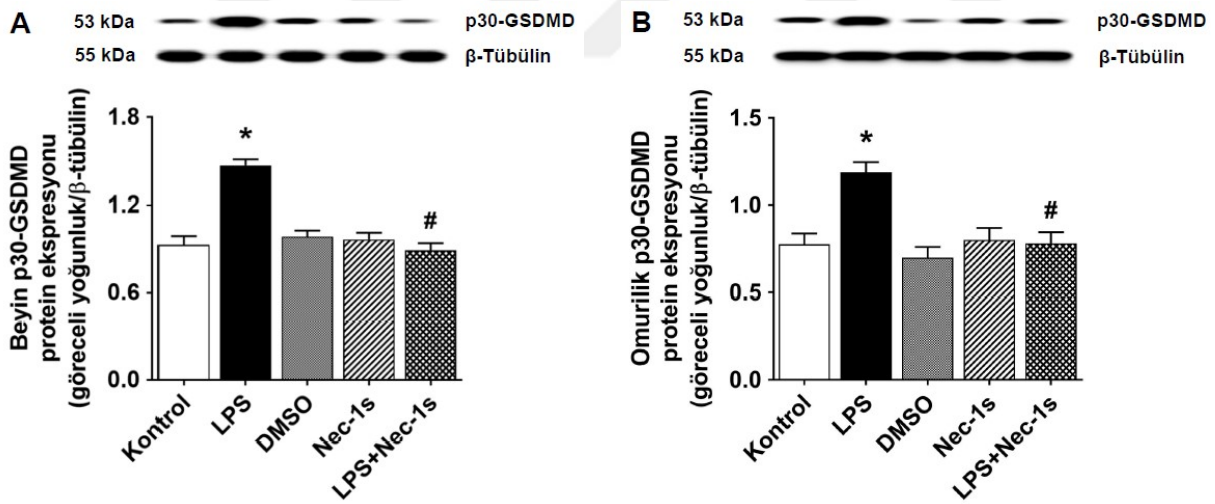 A
53 kDa
p30-GSDMD
55 kDa
β-Tübülin
Beyin p30-GSDMD
protein ekspresyonu
(göreceli yoğunluk/β-tübülin)
1.8
1.2
0.6
0.0
*
#
Kontrol
LPS
DMSO
Nec-1s
LPS+Nec-1s
B
53 kDa
p30-GSDMD
55 kDa
β-Tübülin
Omurilik p30-GSDMD
protein ekspresyonu
(göreceli yoğunluk/β-tübülin)
1.5
1.0
0.5
0.0
*
#
Kontrol
LPS
DMSO
Nec-1s
LPS+Nec-1s